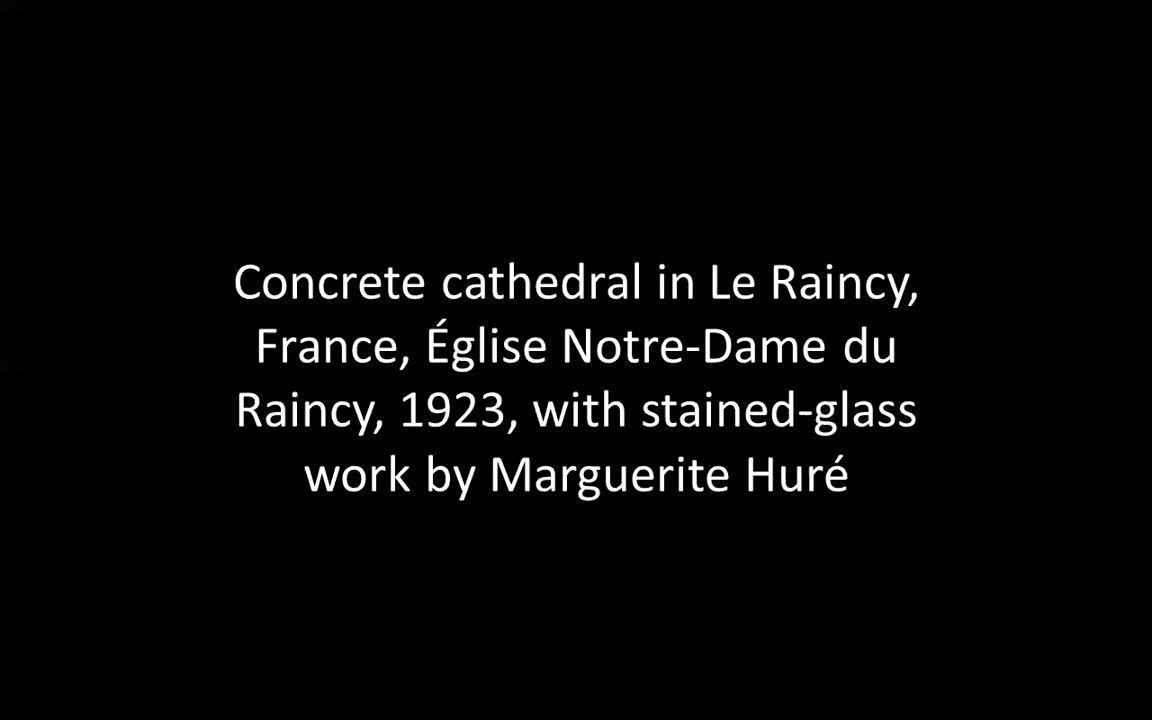 Concrete cathedral in Le Raincy,
France, Église Notre-Dame du
Raincy, 1923, with stained-glass
work by Marguerite Huré